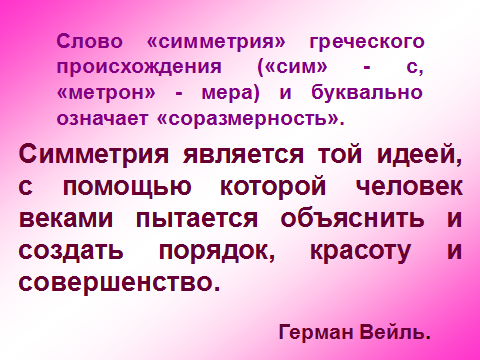 Слово «симметрия» греческого
происхождения («сим» - с,
«метрон» - мера) и буквально
означает «соразмерность».
Симметрия является той идеей,
с помощью которой человек
веками пытается объяснить и
создать порядок, красоту и
совершенство.
Герман Вейль.